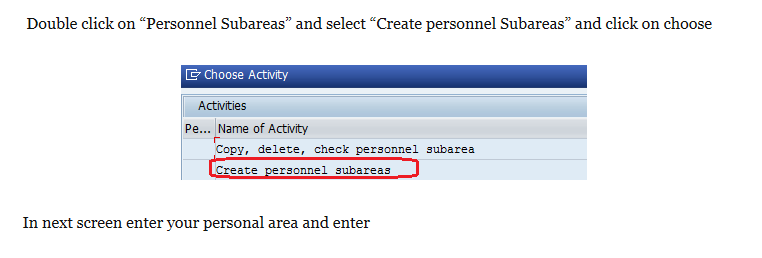 Double click on “Personnel Subareas” and select “Create personnel Subareas” and click on choose
Choose Activity
Activities
Pe... Name of Activity
Copy, delete, check personnel subarea
Create personnel subareas
In next screen enter your personal area and enter